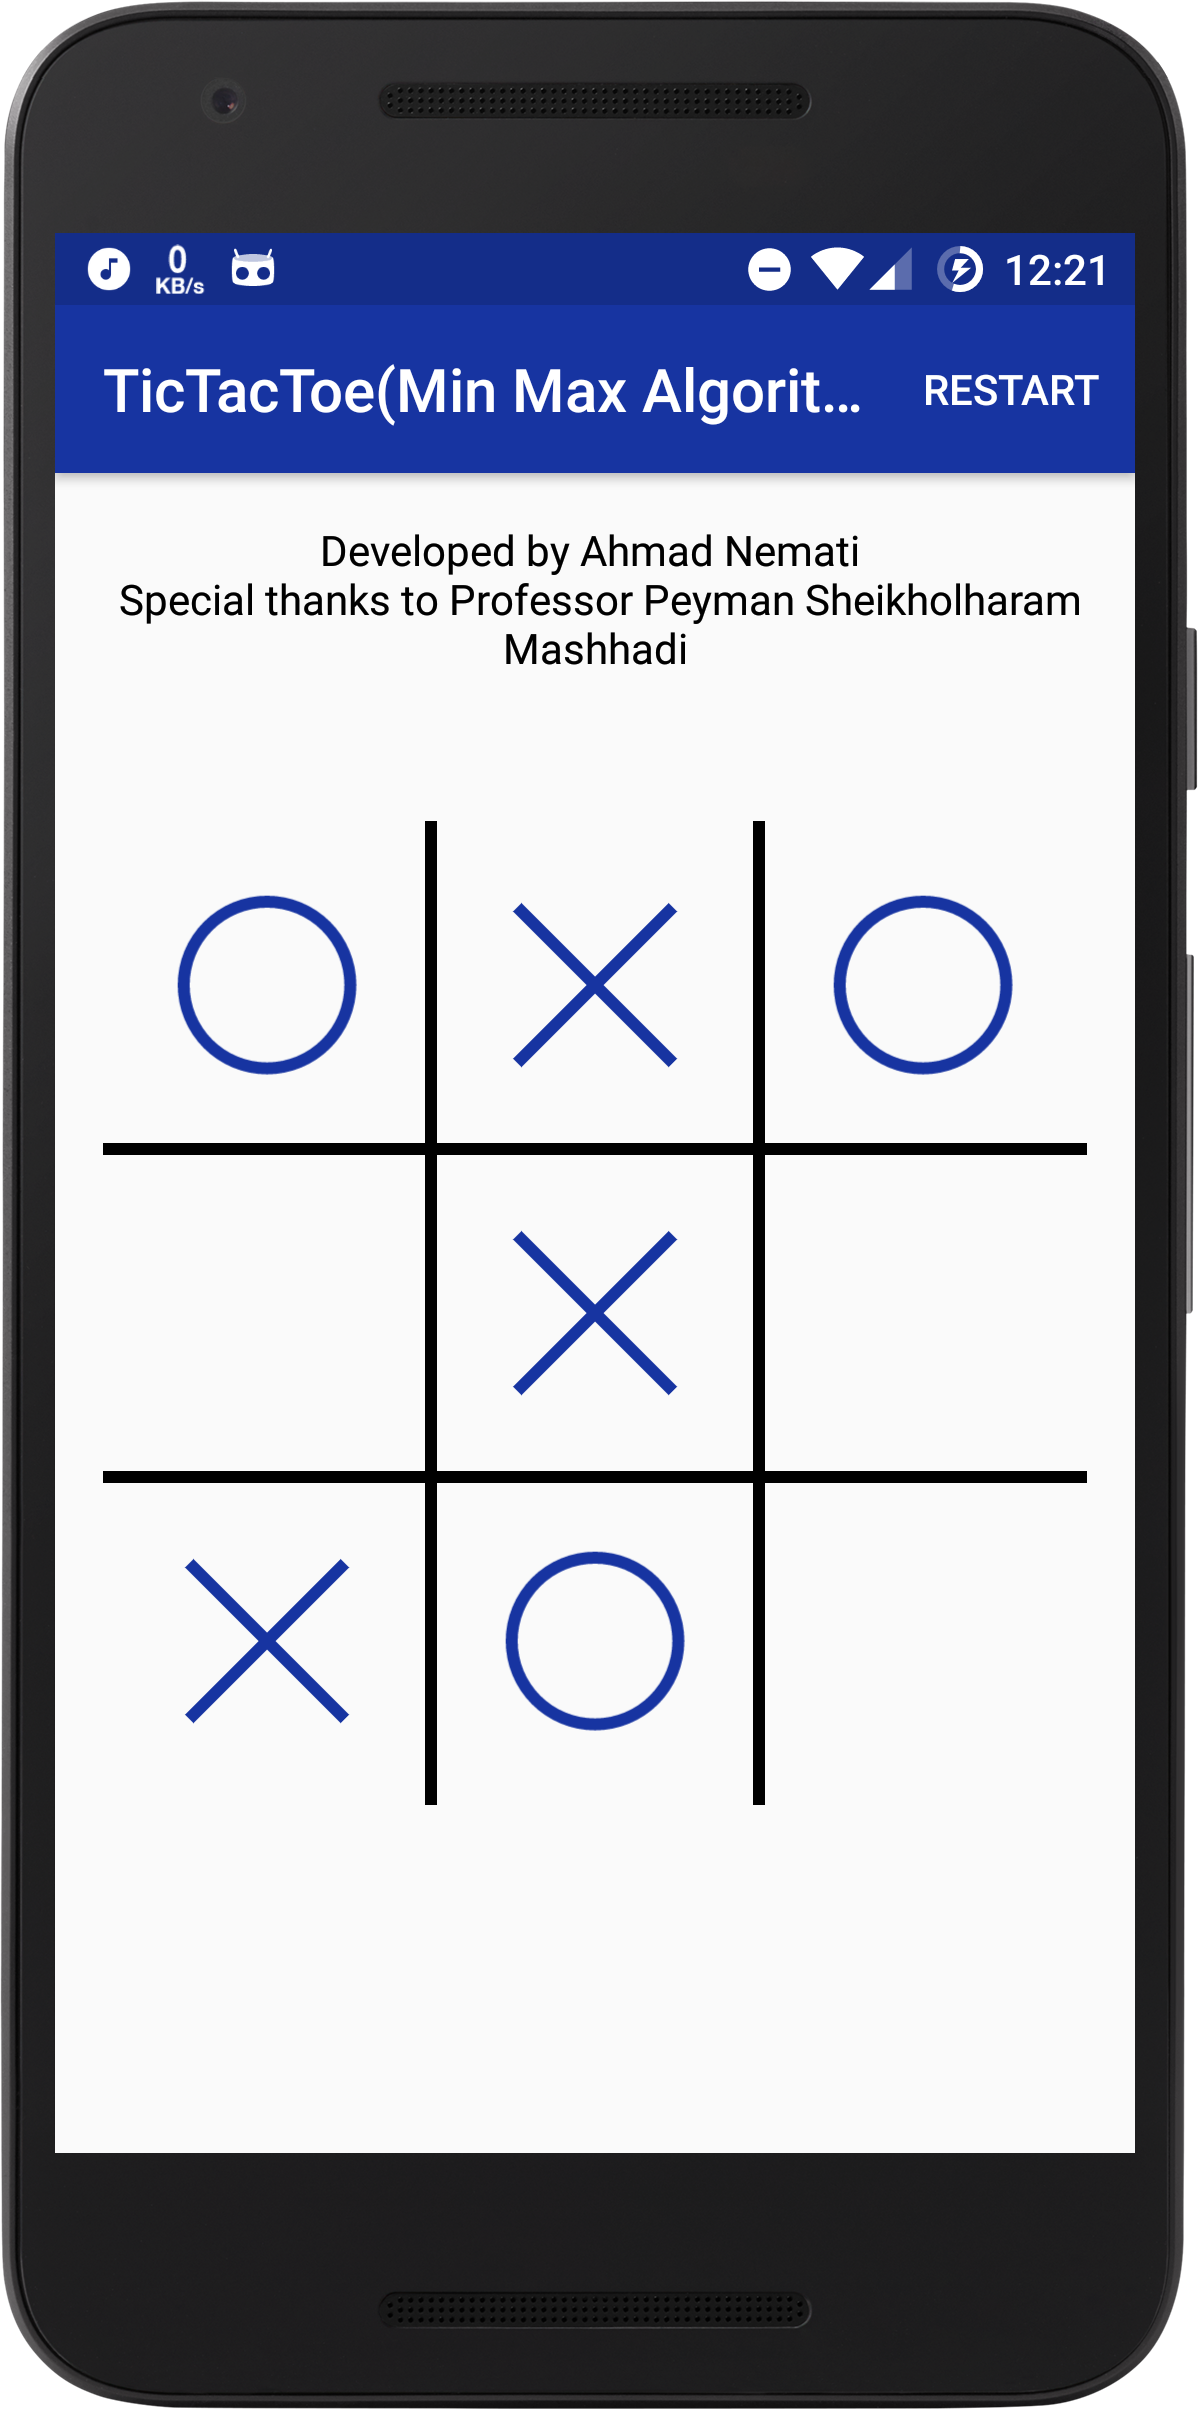 0
KB/s
12:21
TicTacToe(Min Max Algorit...
RESTART
Developed by Ahmad Nemati
Special thanks to Professor Peyman Sheikholharam
Mashhadi
O X O
X
X O